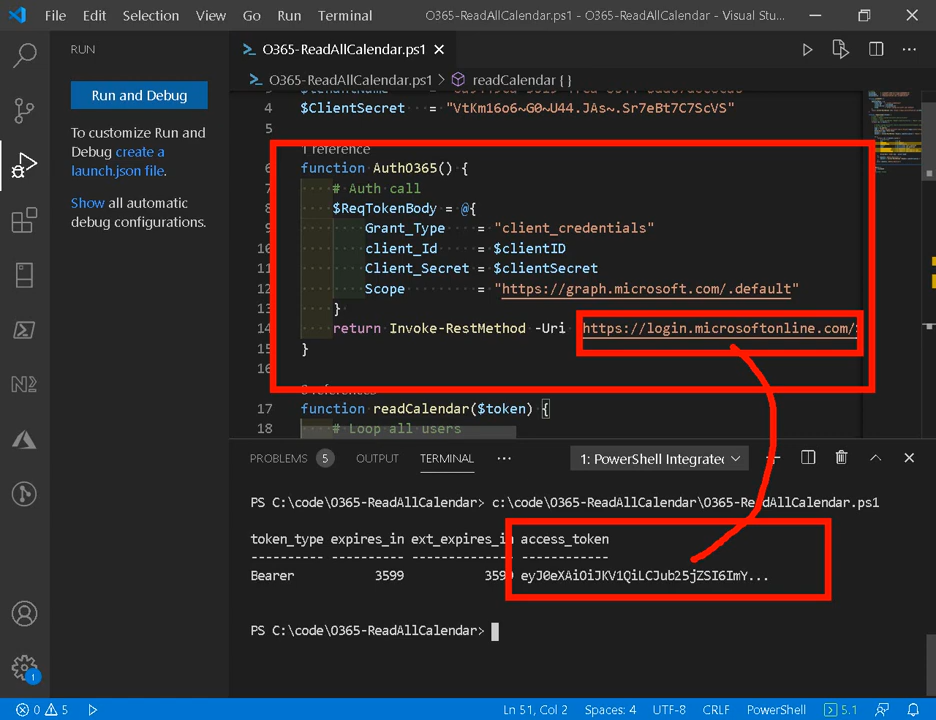 File Edit Selection View Go Run Terminal O365-ReadAllCalendar.ps1 - O365-ReadAllCalendar - Visual Stu...
RUN
Run and Debug
To customize Run and
Debug create a
launch.json file.
Show all automatic
debug configurations.
O365-ReadAllCalendar.ps1
O365-ReadAllCalendar.ps1 > readCalendar { }
4 $ClientSecret = "VtKm16o6~G0~U44.JAs~.Sr7eBt7C7ScVS"
5
1 reference
6 function AuthO365() {
7 # Auth call
8 $ReqTokenBody = @{
9 Grant_Type = "client_credentials"
10 client_Id = $clientID
11 Client_Secret = $clientSecret
12 Scope = "https://graph.microsoft.com/.default"
13 }
14 return Invoke-RestMethod -Uri https://login.microsoftonline.com/
15 }
16
17 function readCalendar($token) {
18 # Loop all users
PROBLEMS 5 OUTPUT TERMINAL ... 1: PowerShell Integrated
PS C:\code\O365-ReadAllCalendar> c:\code\O365-ReadAllCalendar\O365-ReadAllCalendar.ps1
token_type expires_in ext_expires_in access_token
---------- ---------- -------------- ------------
Bearer 3599 3599 eyJ0eXAiOiJKV1QiLCJub25jZSI6ImY...
PS C:\code\O365-ReadAllCalendar>
1
0 5 Ln 51, Col 2 Spaces: 4 UTF-8 CRLF PowerShell 5.1